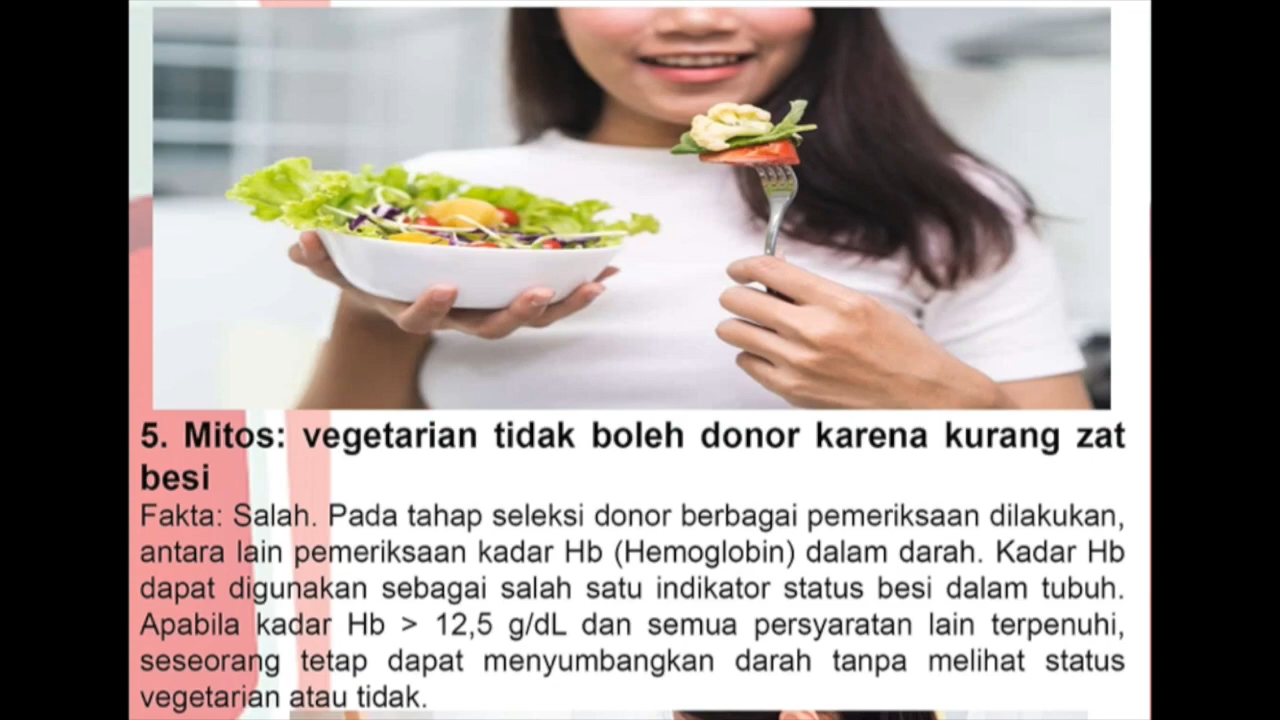 5. Mitos: vegetarian tidak boleh donor karena kurang zat
besi
Fakta: Salah. Pada tahap seleksi donor berbagai pemeriksaan dilakukan,
antara lain pemeriksaan kadar Hb (Hemoglobin) dalam darah. Kadar Hb
dapat digunakan sebagai salah satu indikator status besi dalam tubuh.
Apabila kadar Hb > 12,5 g/dL dan semua persyaratan lain terpenuhi,
seseorang tetap dapat menyumbangkan darah tanpa melihat status
vegetarian atau tidak.